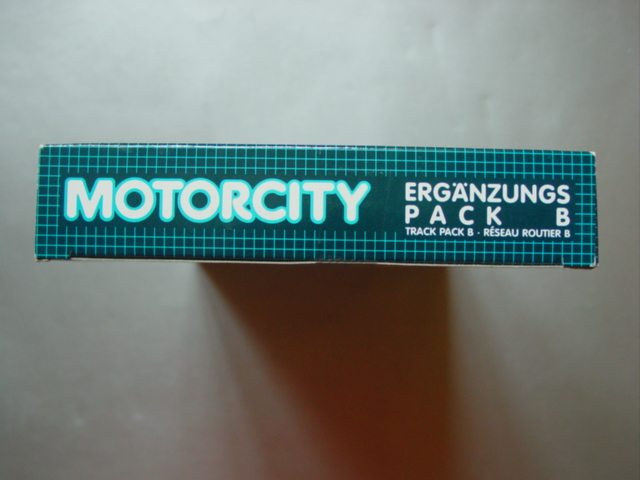 MOTORCITY
ERGÄNZUNGS
PACK B
TRACK PACK B · RÉSEAU ROUTIER B